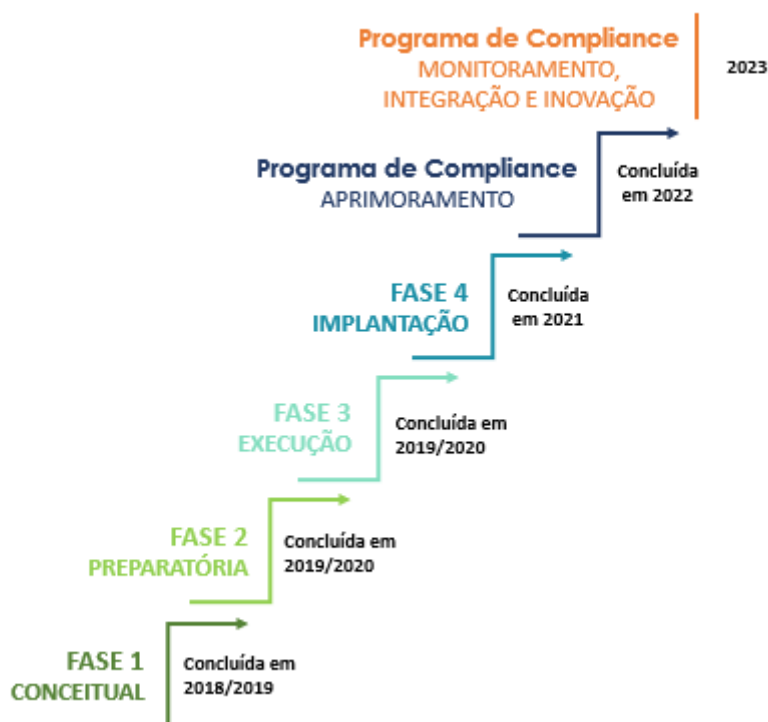 Programa de Compliance
MONITORAMENTO,
INTEGRAÇÃO E INOVAÇÃO
2023
Programa de Compliance
APRIMORAMENTO
Concluída
em 2022
FASE 4
IMPLANTAÇÃO
Concluída
em 2021
FASE 3
EXECUÇÃO
Concluída em
2019/2020
FASE 2
PREPARATÓRIA
Concluída em
2019/2020
FASE 1
CONCEITUAL
Concluída em
2018/2019